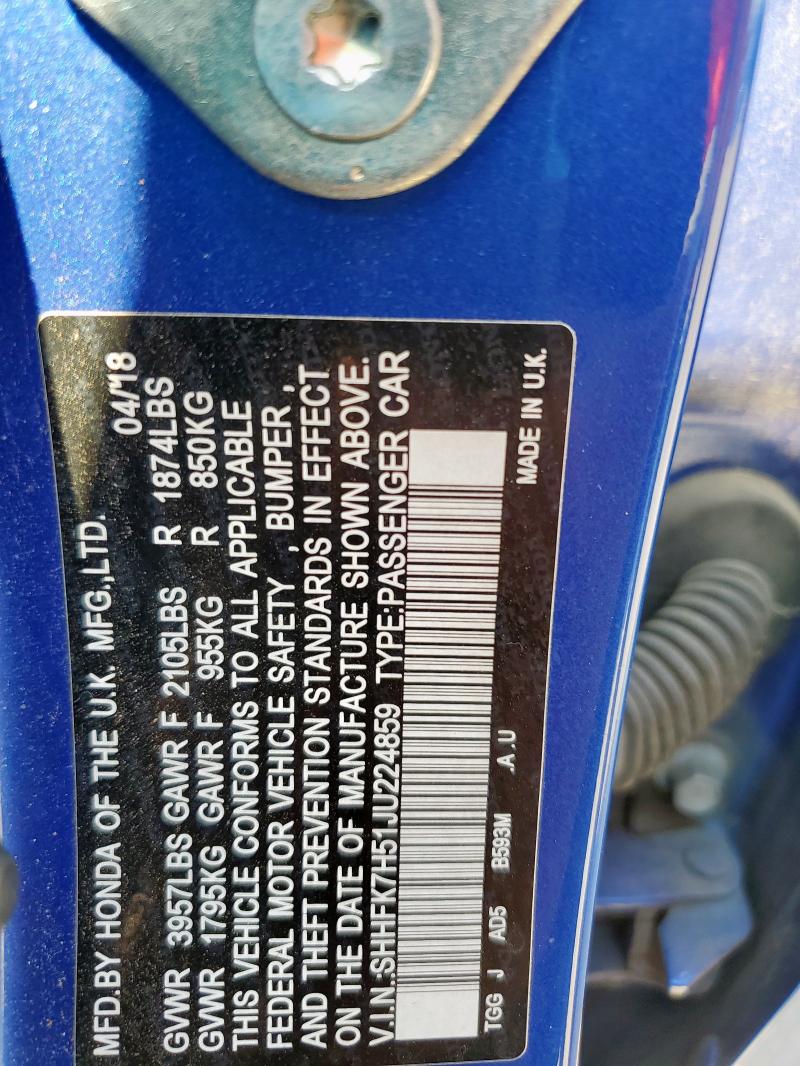 MFD.BY HONDA OF THE U.K. MFG.,LTD. 04/'18
GVWR 3957LBS GAWR F 2105LBS R 1874LBS
GVWR 1795KG GAWR F 955KG R 850KG
THIS VEHICLE CONFORMS TO ALL APPLICABLE
FEDERAL MOTOR VEHICLE SAFETY , BUMPER ,
AND THEFT PREVENTION STANDARDS IN EFFECT
ON THE DATE OF MANUFACTURE SHOWN ABOVE.
V.I.N.:SHHFK7H51JU224859 TYPE:PASSENGER CAR
TGG J AD5 B593M .A.U MADE IN U.K.